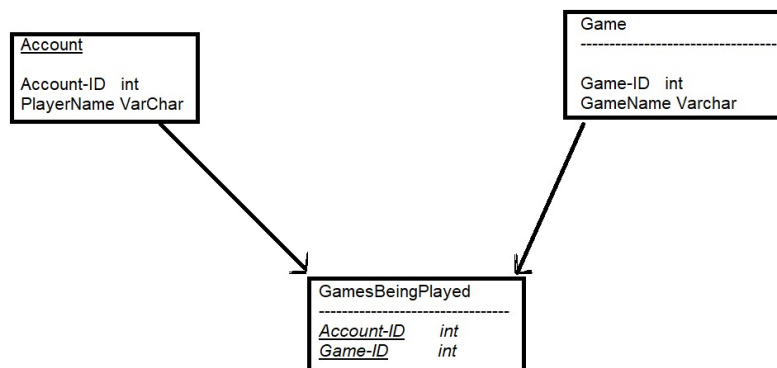 Account
Account-ID int
PlayerName VarChar
Game
---------------------------------
Game-ID int
GameName Varchar
GamesBeingPlayed
--------------------------------
Account-ID int
Game-ID int